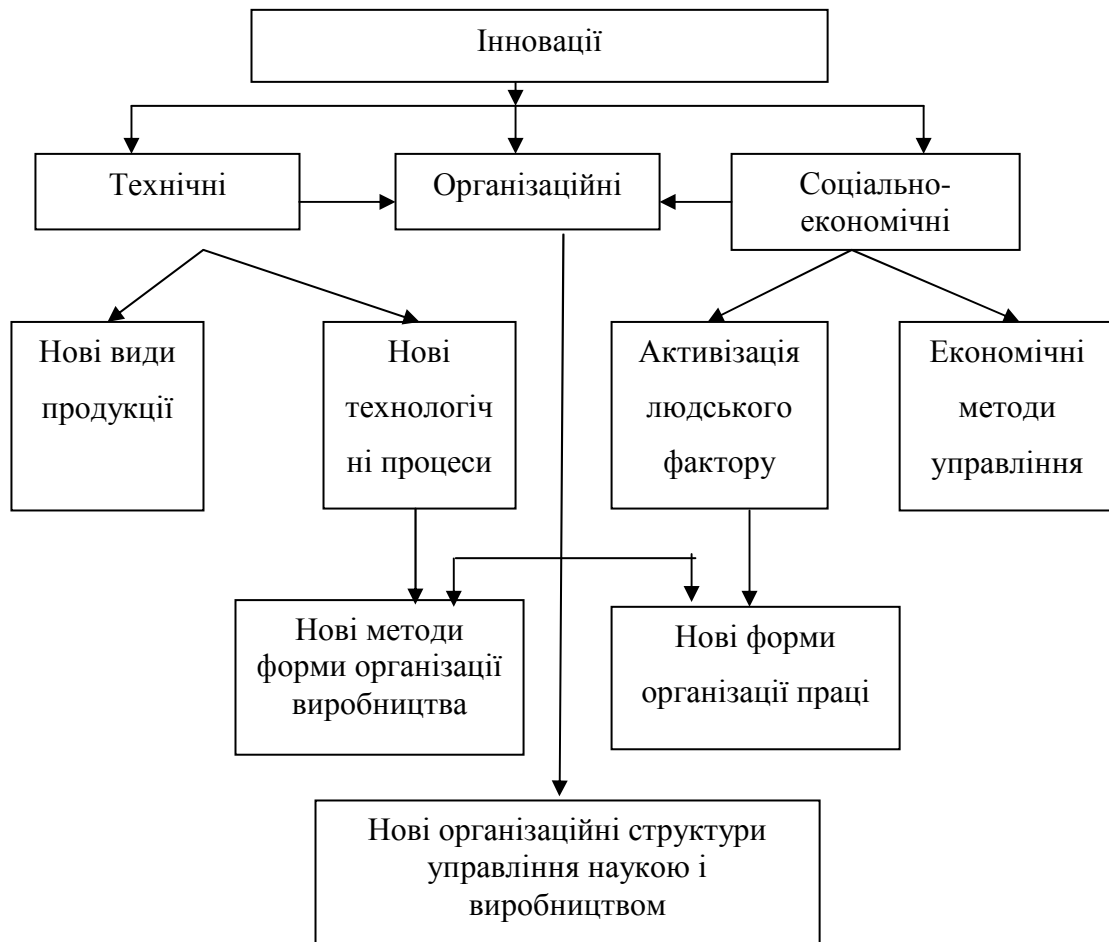 Інновації
Технічні
Організаційні
Соціально-
економічні
Нові види
продукції
Нові
технологіч
ні процеси
Активізація
людського
фактору
Економічні
методи
управління
Нові методи
форми організації
виробництва
Нові форми
організації праці
Нові організаційні структури
управління наукою і
виробництвом